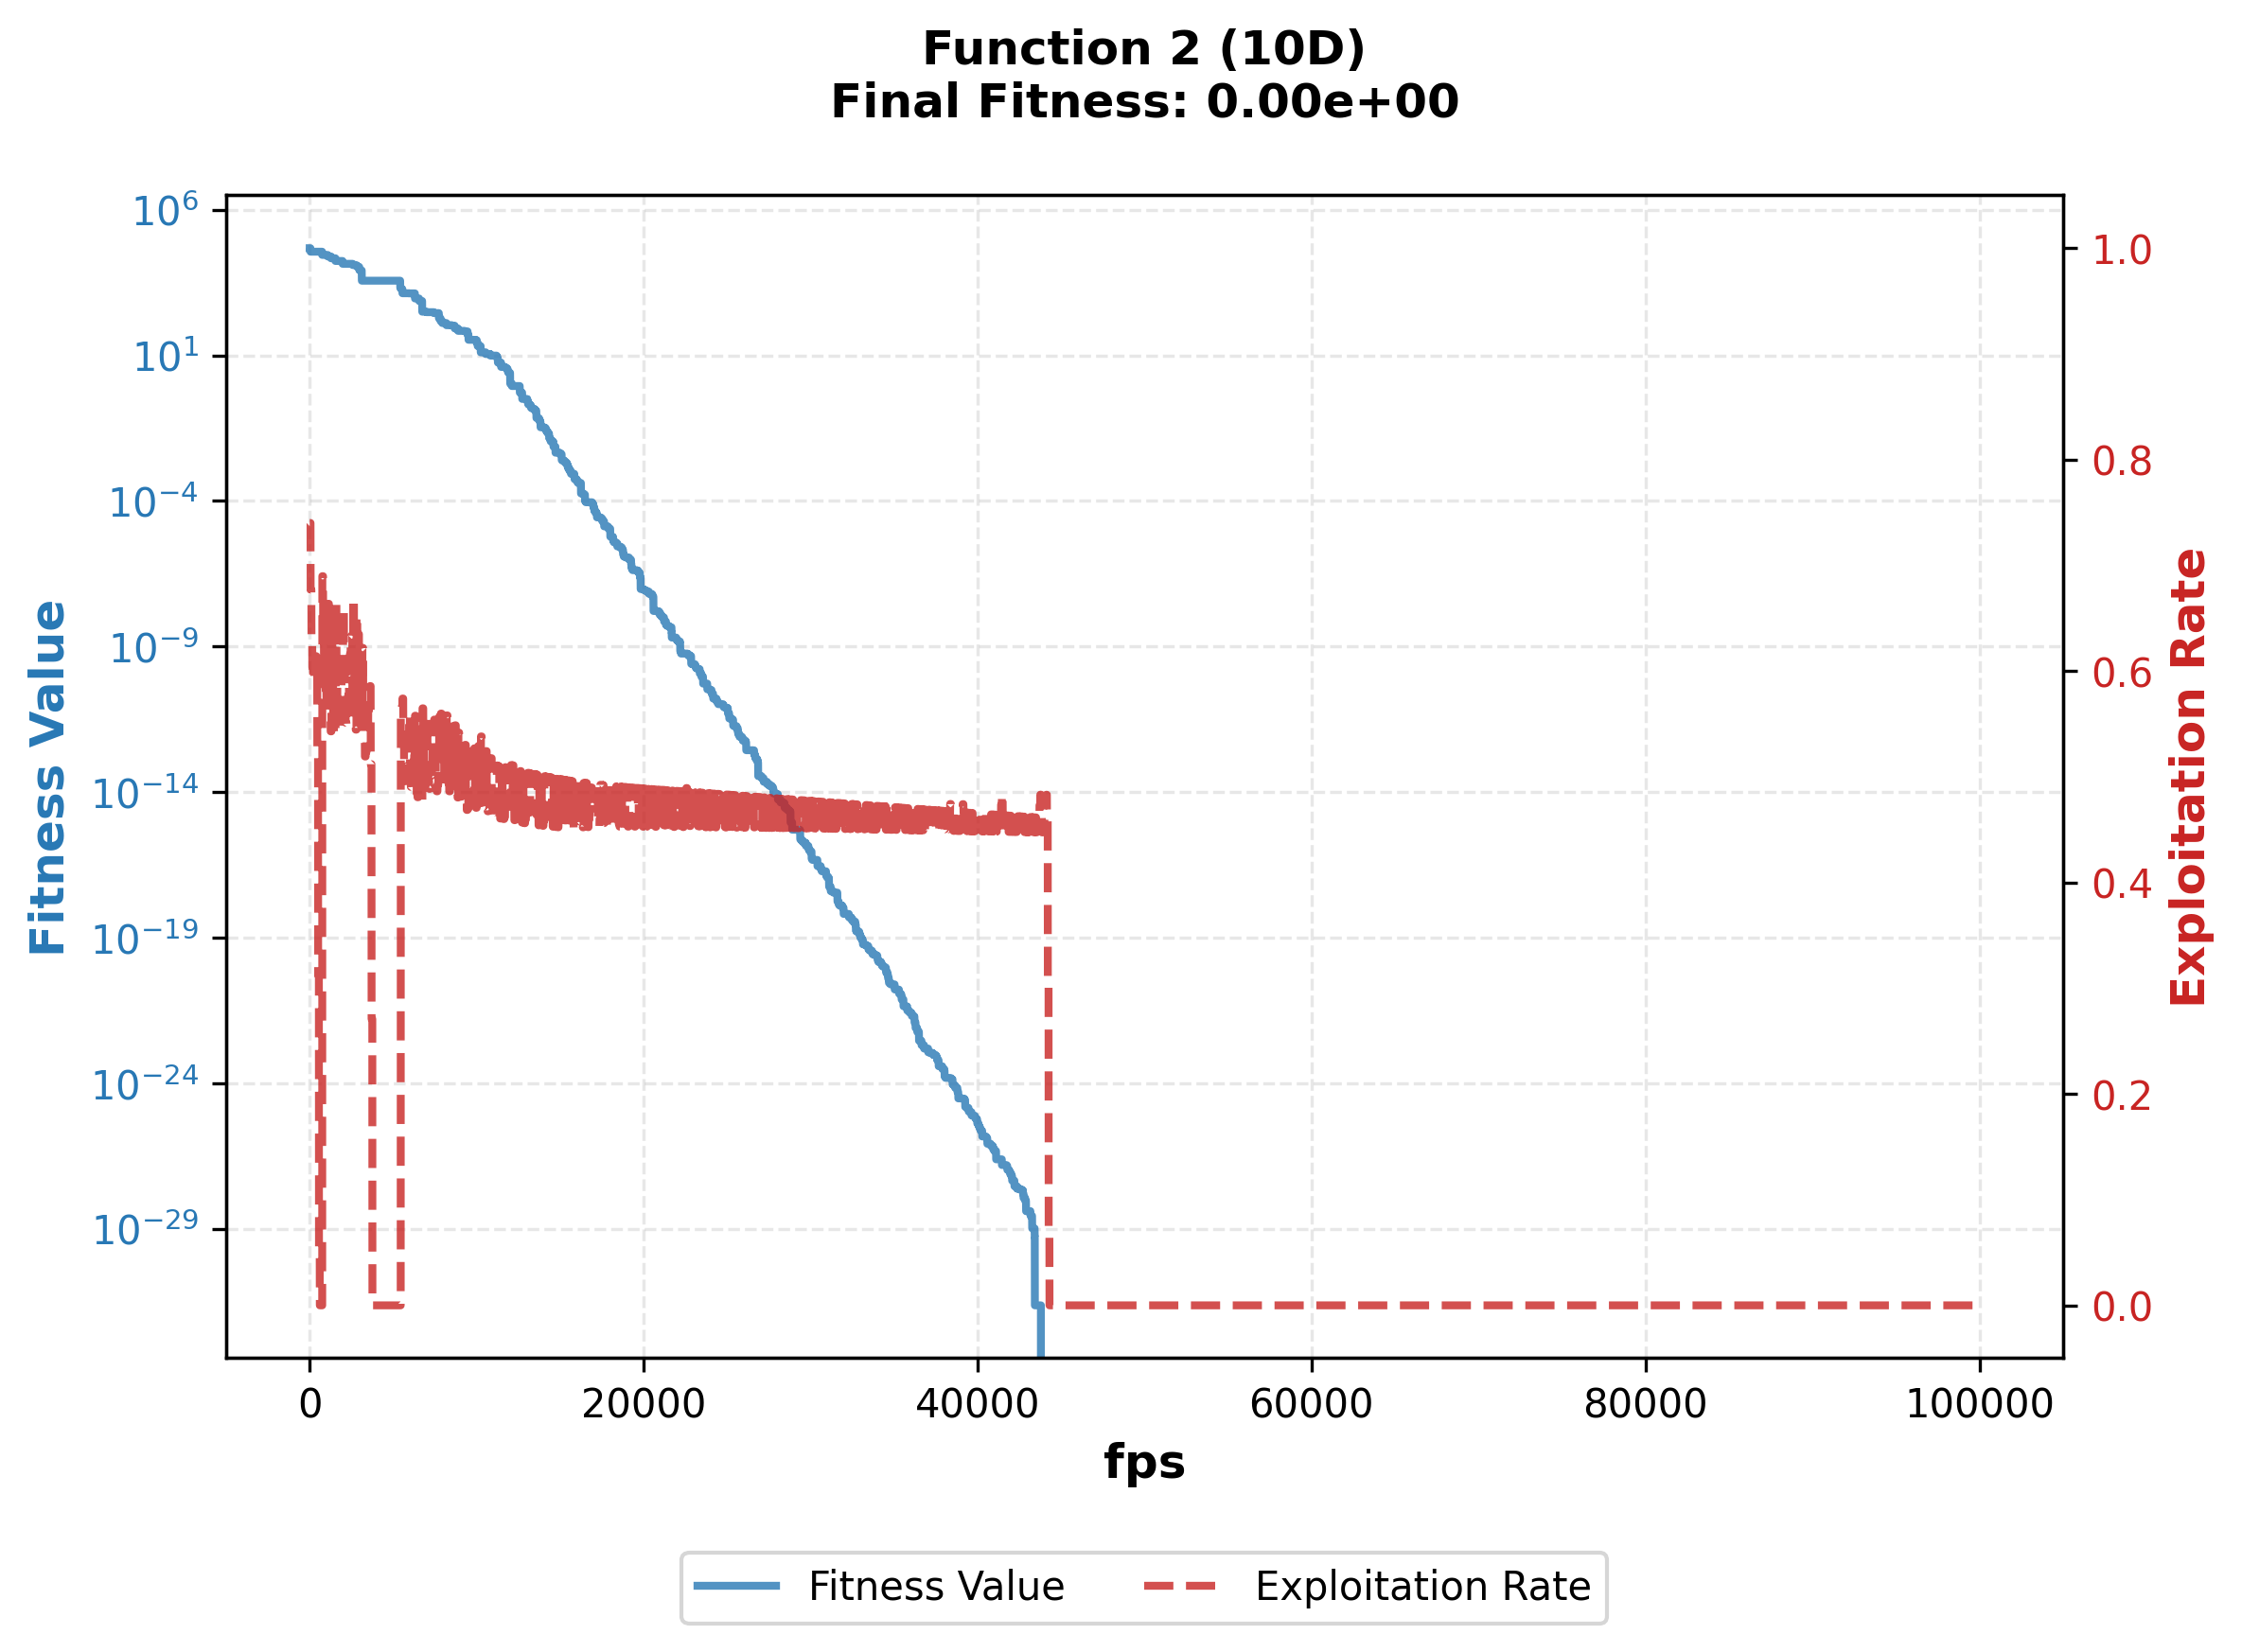 Function 2 (10D)
Final Fitness: 0.00e+00
Fitness Value
10^6
10^1
10^−4
10^−9
10^−14
10^−19
10^−24
10^−29
1.0
0.8
0.6
0.4
0.2
0.0
Exploitation Rate
0 20000 40000 60000 80000 100000
fps
Fitness Value Exploitation Rate